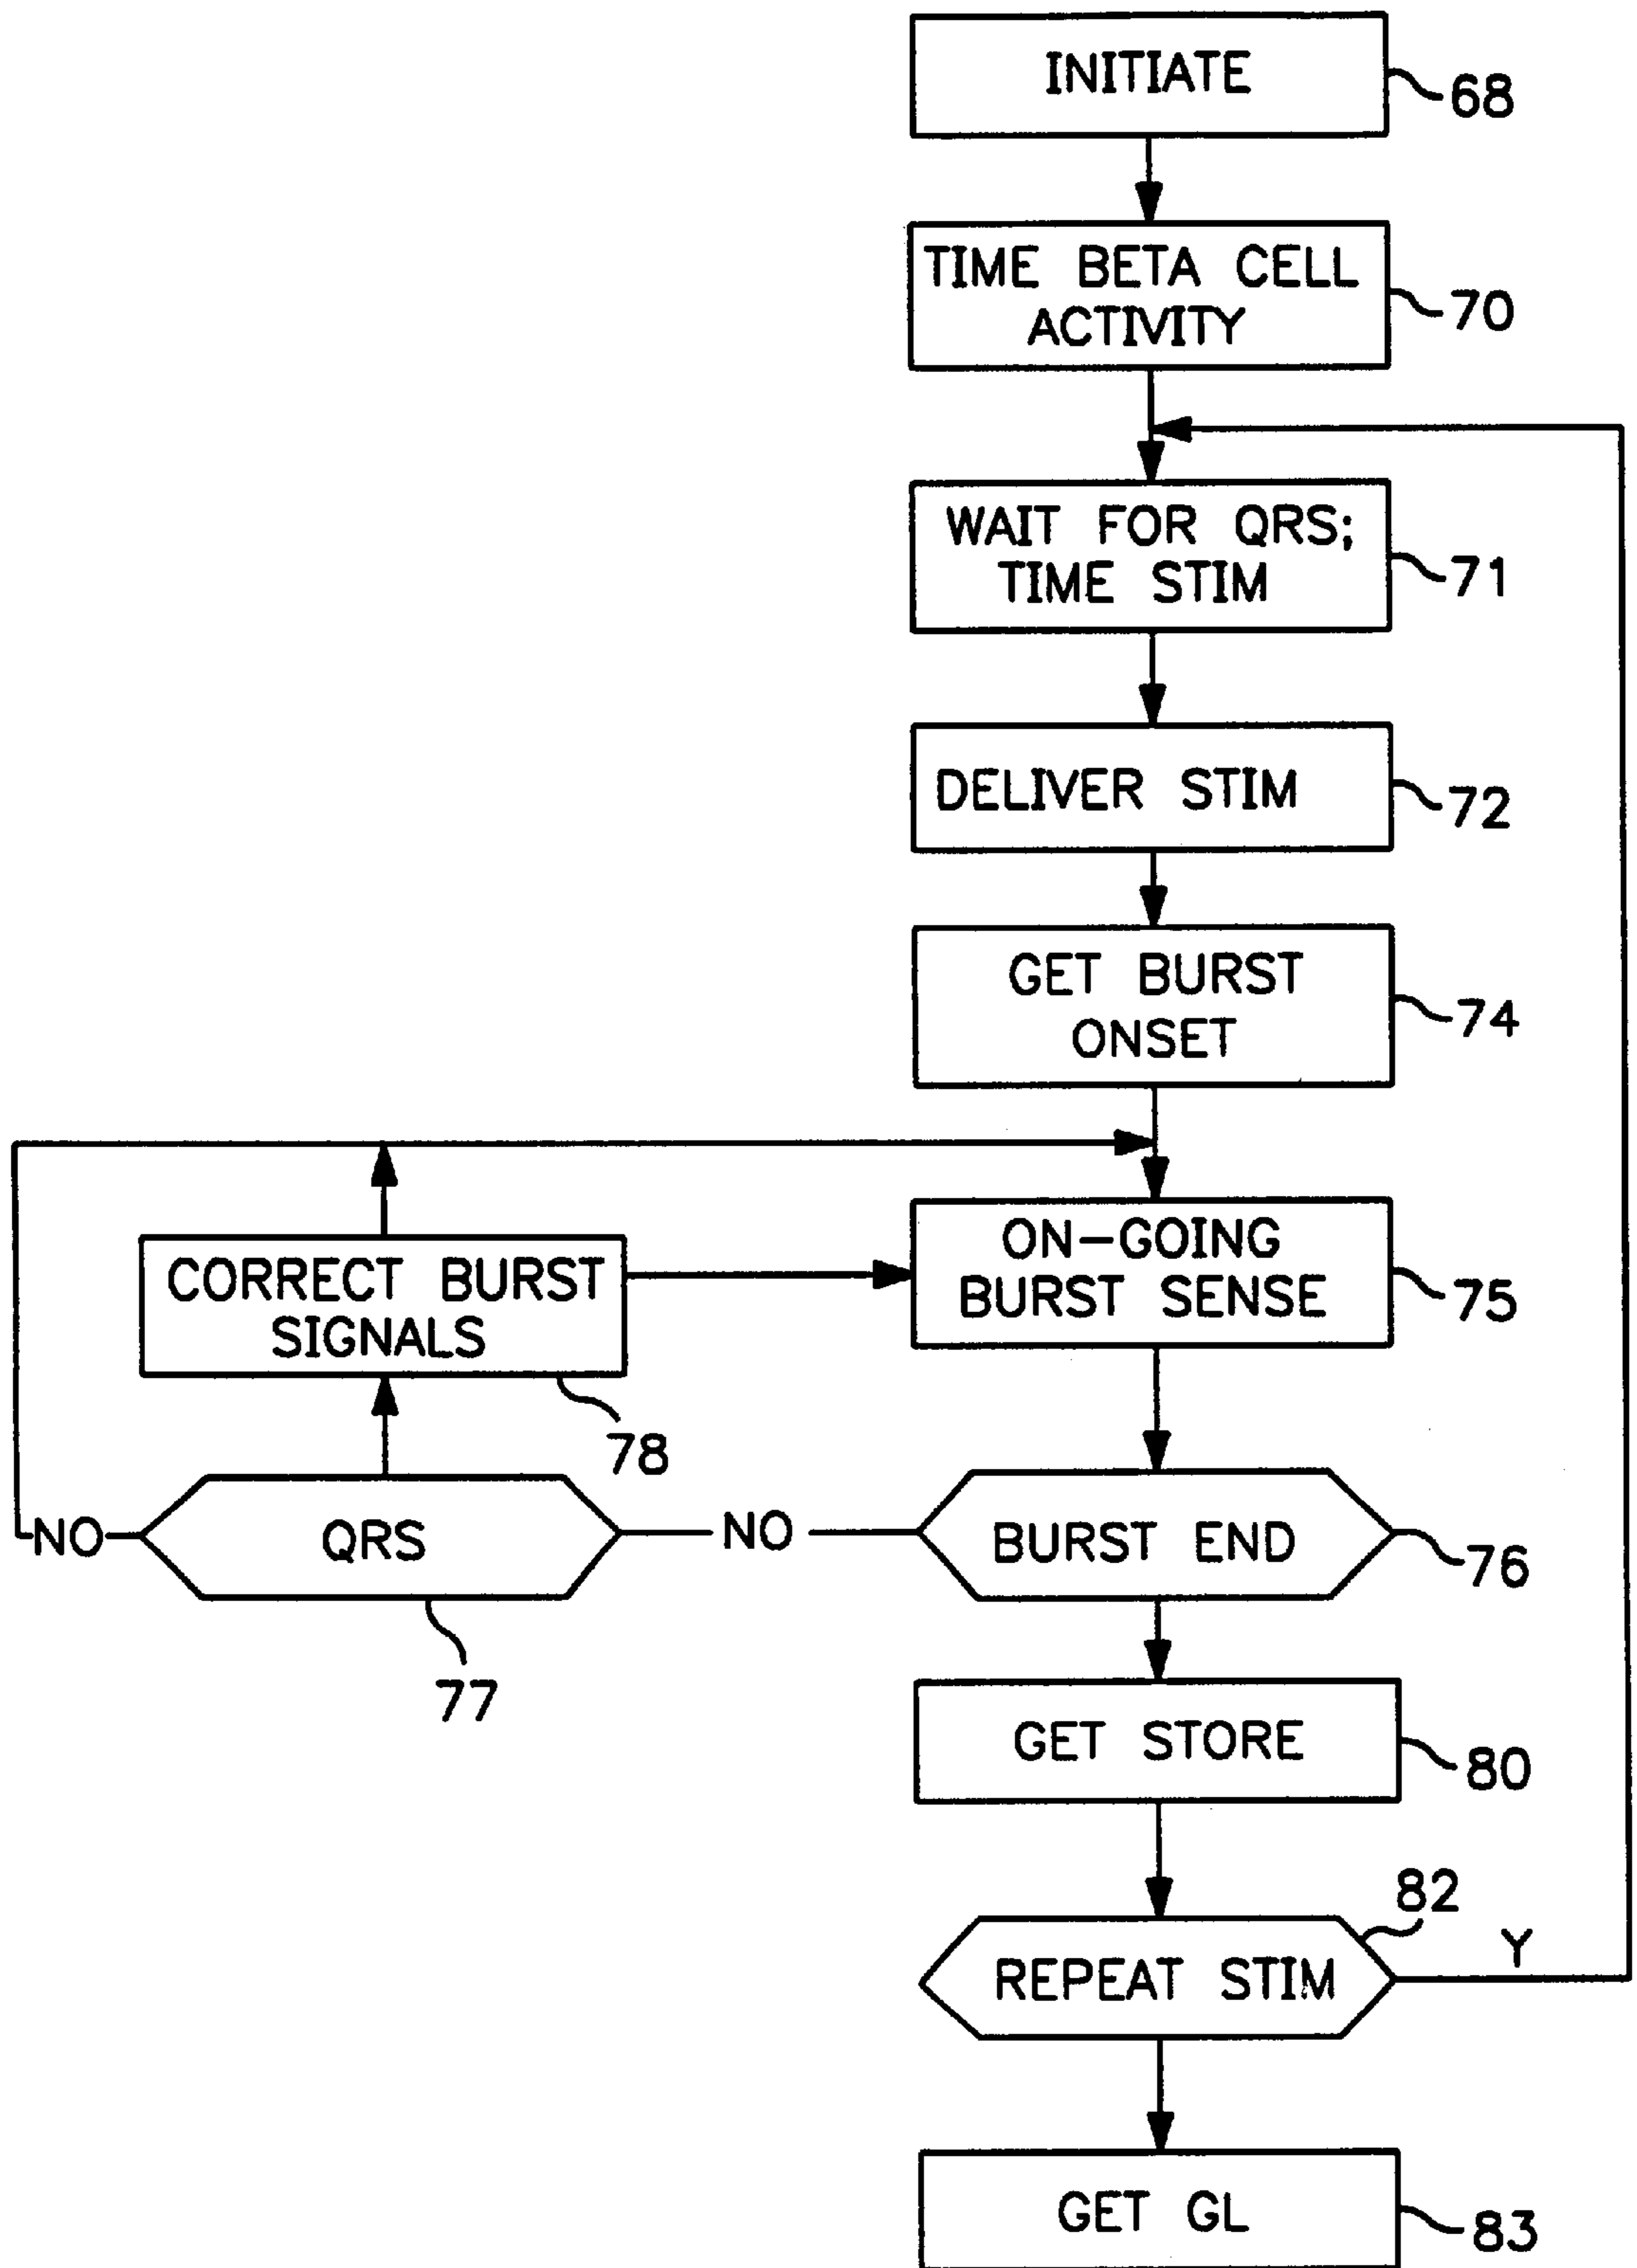 INITIATE
68
TIME BETA CELL
ACTIVITY
70
WAIT FOR QRS;
TIME STIM
71
DELIVER STIM
72
GET BURST
ONSET
74
ON-GOING
BURST SENSE
75
CORRECT BURST
SIGNALS
78
NO
QRS
77
NO
BURST END
76
GET STORE
80
REPEAT STIM
82
Y
GET GL
83